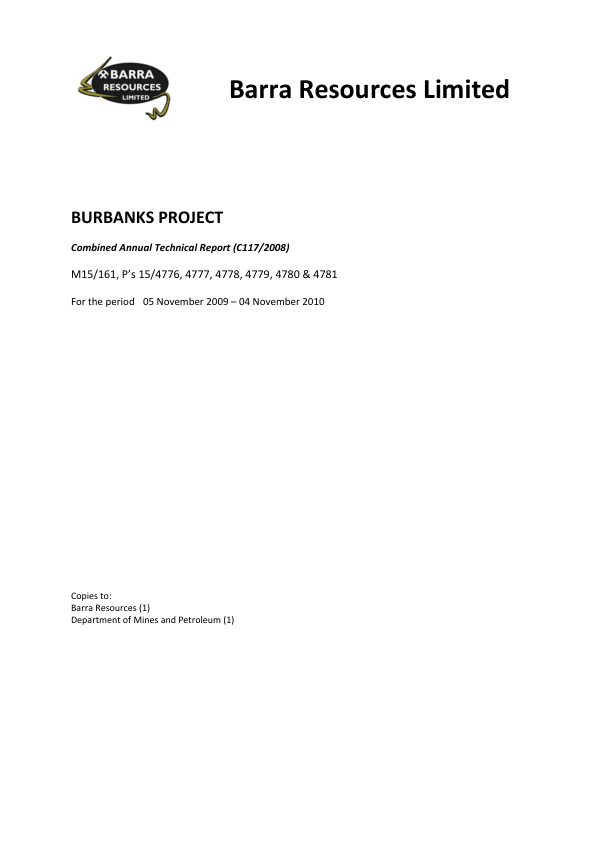 BARRA
RESOURCES
LIMITED
Barra Resources Limited
BURBANKS PROJECT
Combined Annual Technical Report (C117/2008)
M15/161, P’s 15/4776, 4777, 4778, 4779, 4780 & 4781
For the period 05 November 2009 – 04 November 2010
Copies to:
Barra Resources (1)
Department of Mines and Petroleum (1)